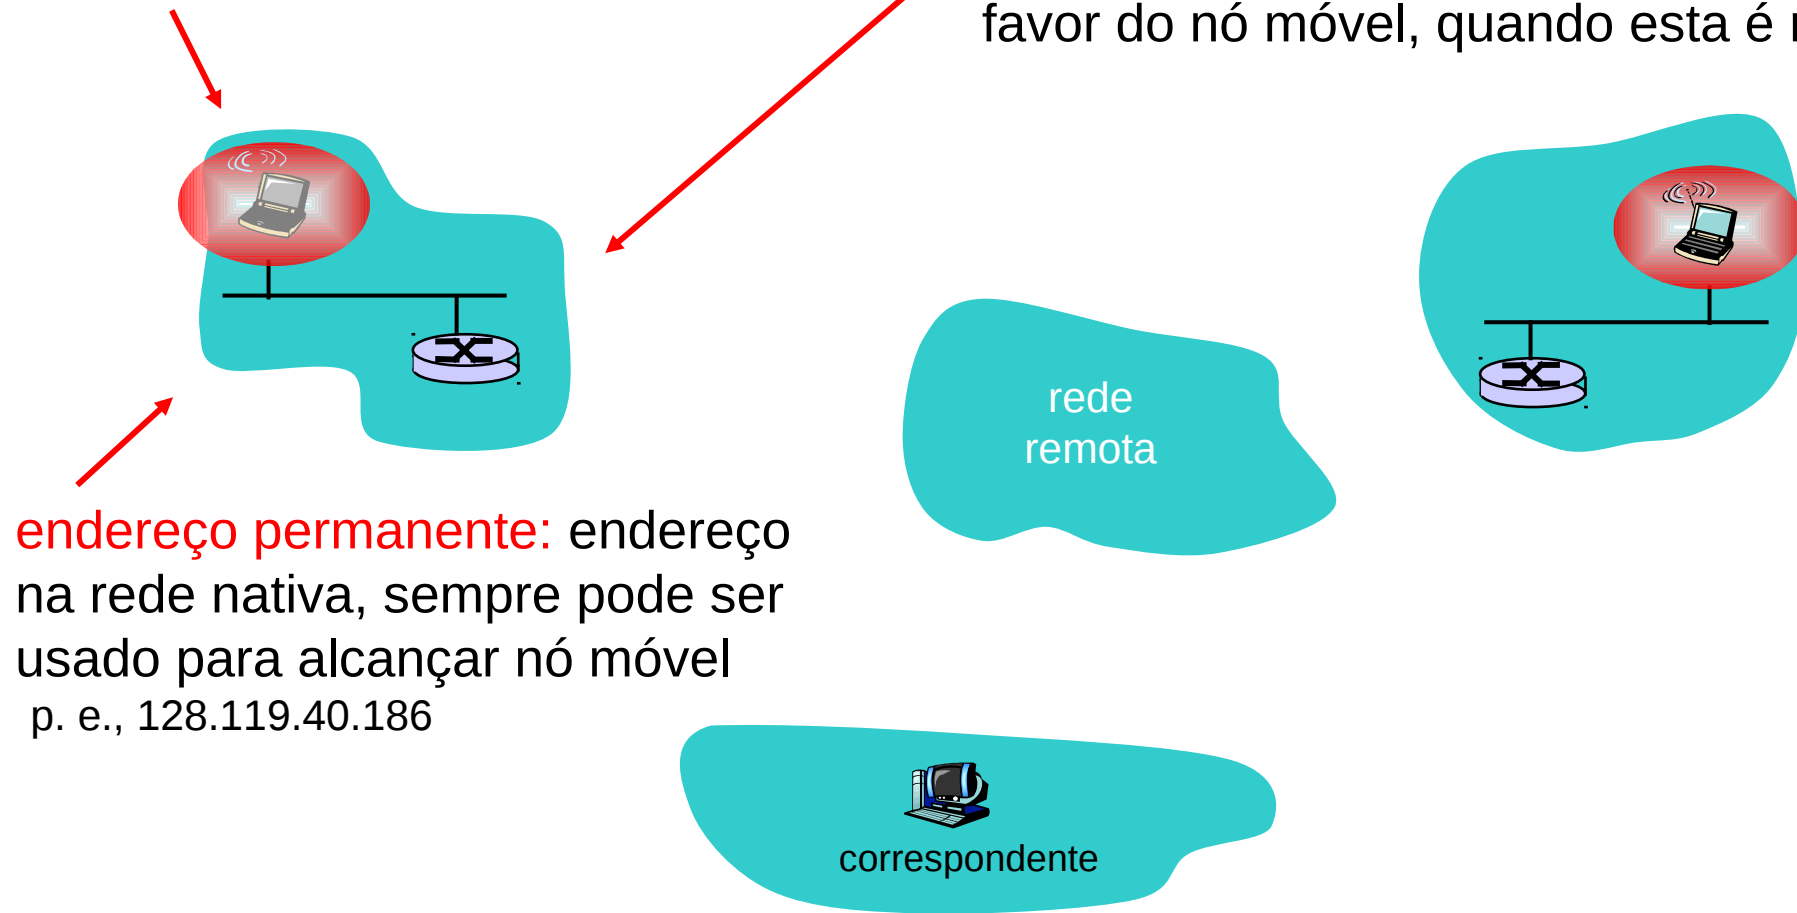 favor do nó móvel, quando esta é
rede
remota
endereço permanente: endereço
na rede nativa, sempre pode ser
usado para alcançar nó móvel
p. e., 128.119.40.186
correspondente